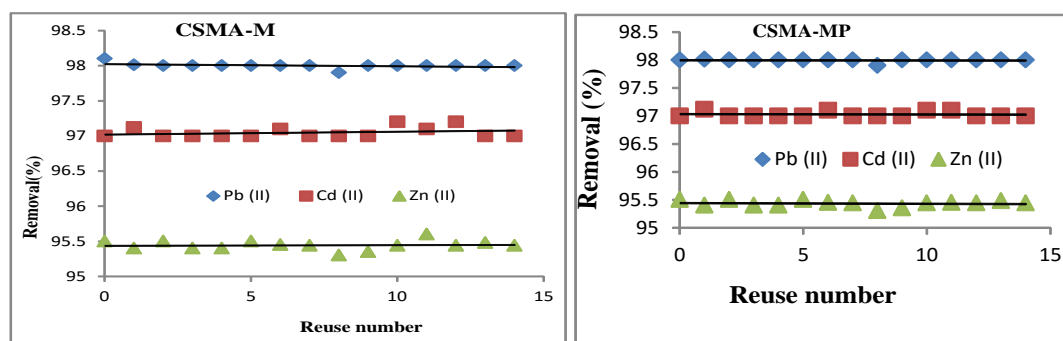 CSMA-M
98.5
98
97.5
97
96.5
96
95.5
95
Removal(%)
Pb (II) Cd (II) Zn (II)
0 5 10 15
Reuse number
CSMA-MP
98.5
98
97.5
97
96.5
96
95.5
95
Removal (%)
Pb (II) Cd (II) Zn (II)
0 5 10 15
Reuse number